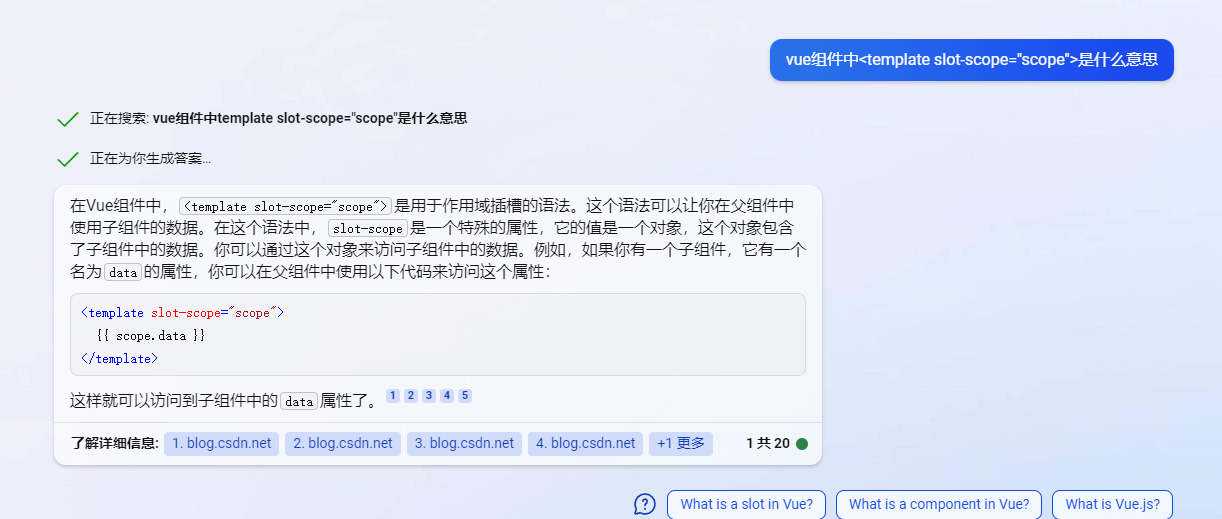 vue组件中<template slot-scope="scope">是什么意思
正在搜索: vue组件中template slot-scope="scope"是什么意思
正在为你生成答案...
在Vue组件中，<template slot-scope="scope">是用于作用域插槽的语法。这个语法可以让你在父组件中
使用子组件的数据。在这个语法中，slot-scope是一个特殊的属性，它的值是一个对象，这个对象包含
了子组件中的数据。你可以通过这个对象来访问子组件中的数据。例如，如果你有一个子组件，它有一个
名为data的属性，你可以在父组件中使用以下代码来访问这个属性：
<template slot-scope="scope">
  {{ scope.data }}
</template>
这样就可以访问到子组件中的data属性了。 1 2 3 4 5
了解详细信息: 1. blog.csdn.net 2. blog.csdn.net 3. blog.csdn.net 4. blog.csdn.net +1 更多 1 共 20
What is a slot in Vue? What is a component in Vue? What is Vue.js?